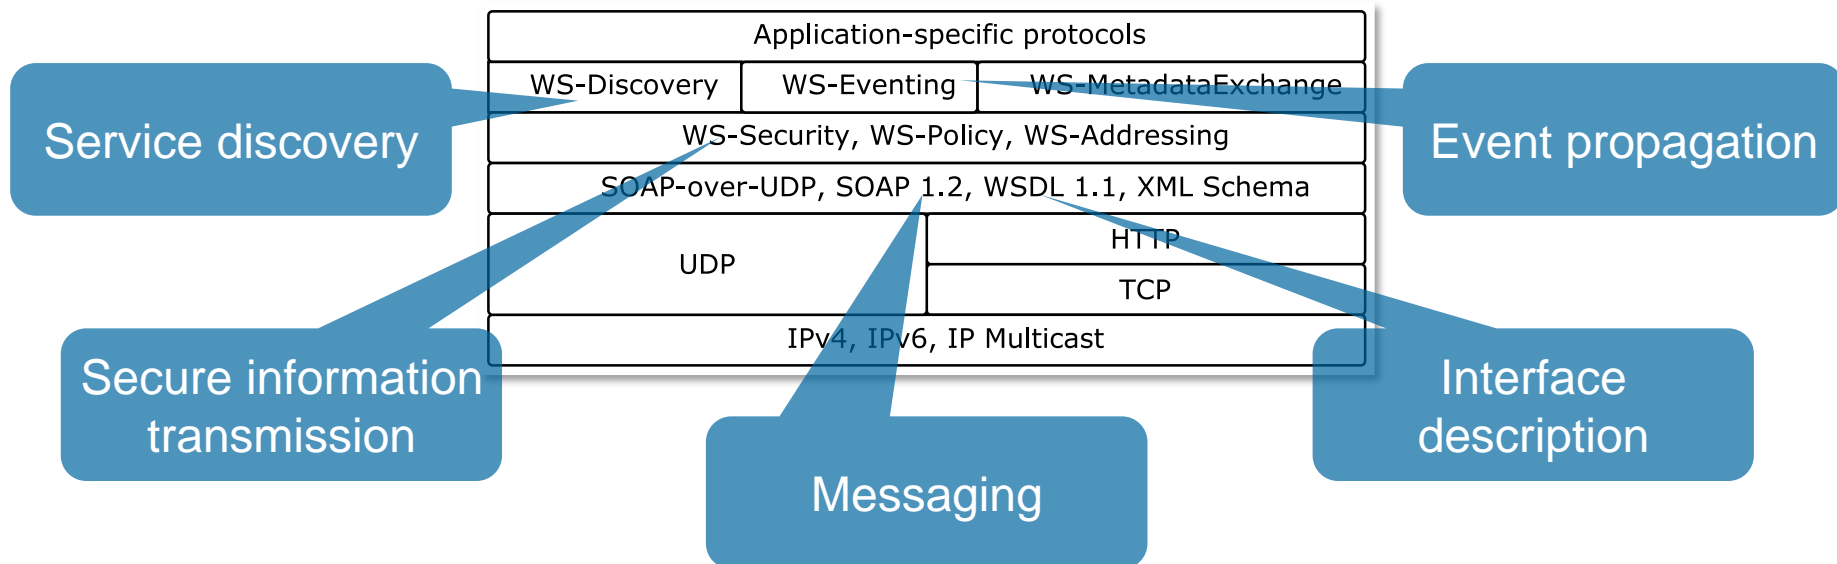 Application-specific protocols
WS-Discovery
WS-Eventing
WS-MetadataExchange
Service discovery
WS-Security, WS-Policy, WS-Addressing
Event propagation
SOAP-over-UDP, SOAP 1.2, WSDL 1.1, XML Schema
UDP
HTTP
TCP
IPv4, IPv6, IP Multicast
Secure information
transmission
Messaging
Interface
description